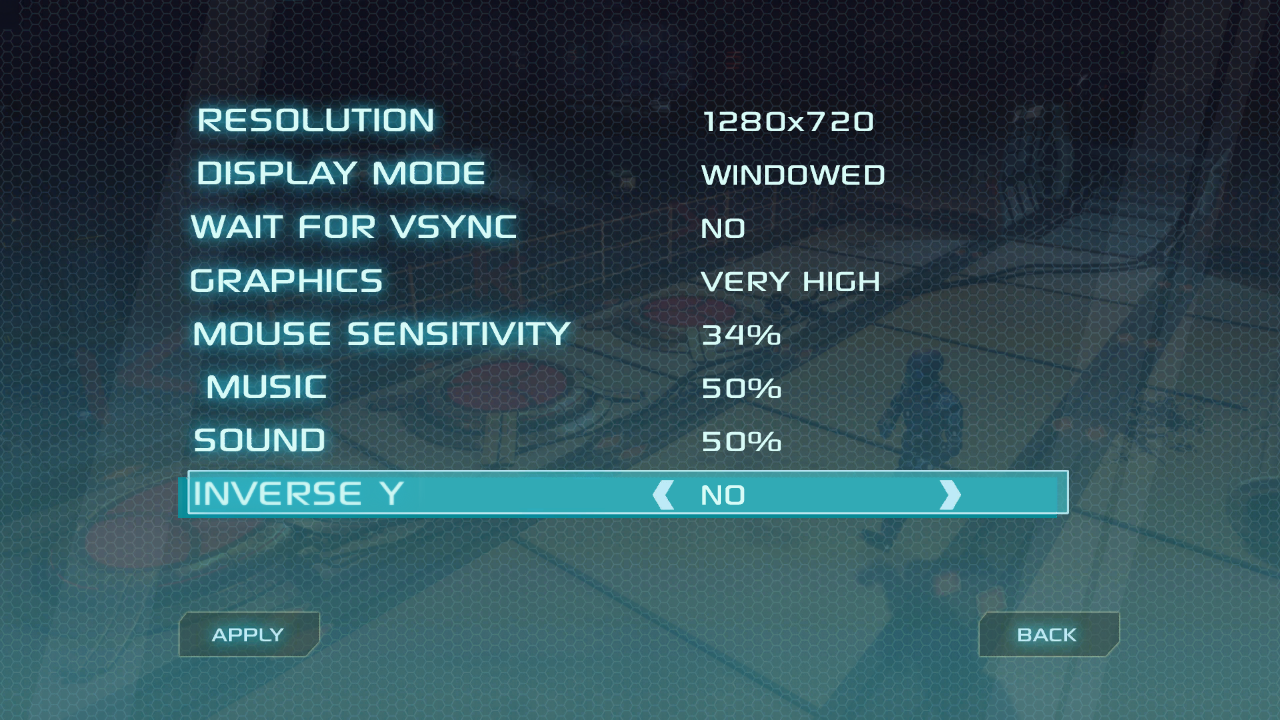 RESOLUTION 1280x720
DISPLAY MODE WINDOWED
WAIT FOR VSYNC NO
GRAPHICS VERY HIGH
MOUSE SENSITIVITY 34%
MUSIC 50%
SOUND 50%
INVERSE Y NO
APPLY BACK